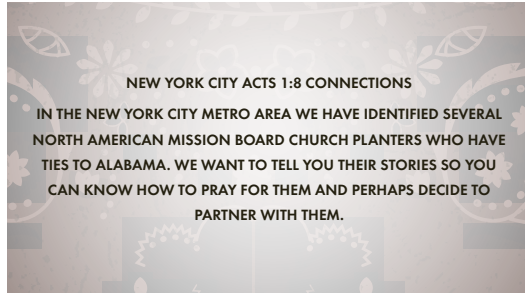 NEW YORK CITY ACTS 1:8 CONNECTIONS
IN THE NEW YORK CITY METRO AREA WE HAVE IDENTIFIED SEVERAL
NORTH AMERICAN MISSION BOARD CHURCH PLANTERS WHO HAVE
TIES TO ALABAMA. WE WANT TO TELL YOU THEIR STORIES SO YOU
CAN KNOW HOW TO PRAY FOR THEM AND PERHAPS DECIDE TO
PARTNER WITH THEM.